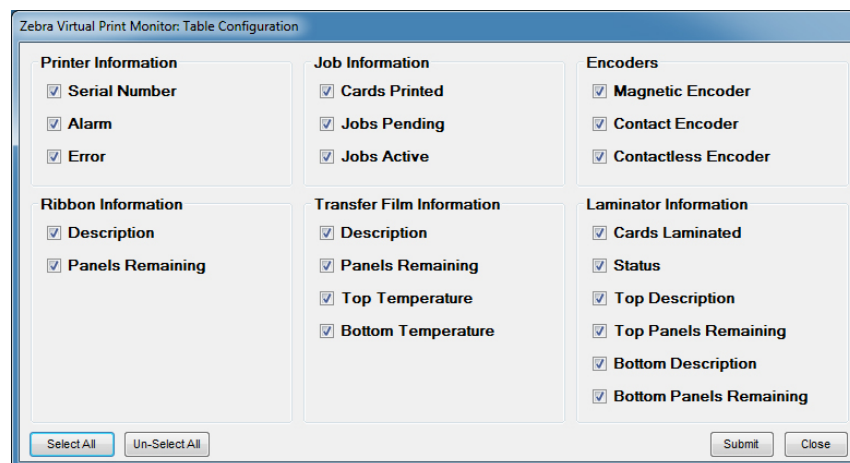 Zebra Virtual Print Monitor: Table Configuration
Printer Information
Serial Number
Alarm
Error
Job Information
Cards Printed
Jobs Pending
Jobs Active
Encoders
Magnetic Encoder
Contact Encoder
Contactless Encoder
Ribbon Information
Description
Panels Remaining
Transfer Film Information
Description
Panels Remaining
Top Temperature
Bottom Temperature
Laminator Information
Cards Laminated
Status
Top Description
Top Panels Remaining
Bottom Description
Bottom Panels Remaining
Select All
Un-Select All
Submit
Close